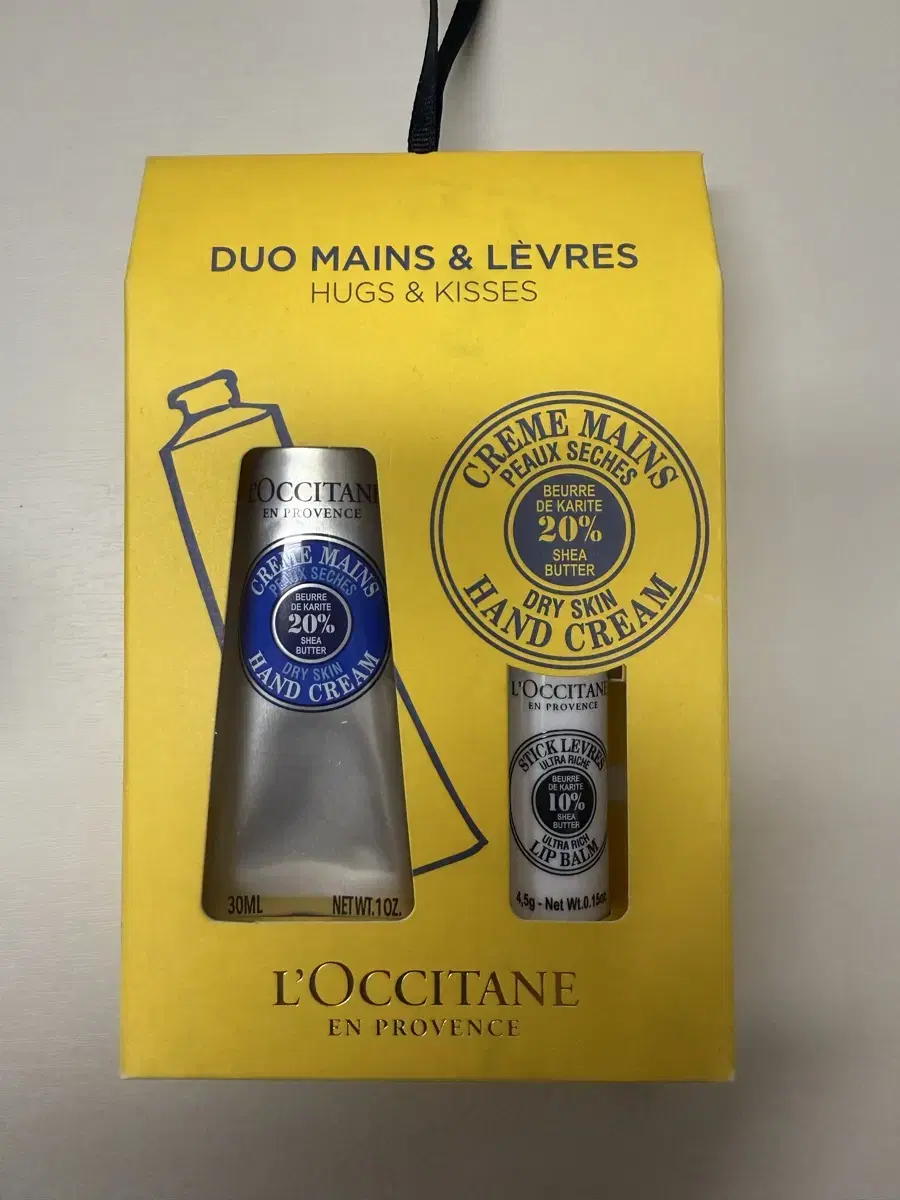 DUO MAINS & LÈVRES
HUGS & KISSES
L'OCCITANE
EN PROVENCE
CREME MAINS
PEAUX SECHES
BEURRE
DE KARITE
20%
SHEA
BUTTER
DRY SKIN
HAND CREAM
30ML NET WT.1OZ.
CREME MAINS
PEAUX SECHES
BEURRE
DE KARITE
20%
SHEA
BUTTER
DRY SKIN
HAND CREAM
L'OCCITANE
EN PROVENCE
STICK LEVRES
ULTRA RICHE
BEURRE
DE KARITE
10%
SHEA
BUTTER
ULTRA RICH
LIP BALM
4,5g - Net Wt.0.15oz
L'OCCITANE
EN PROVENCE